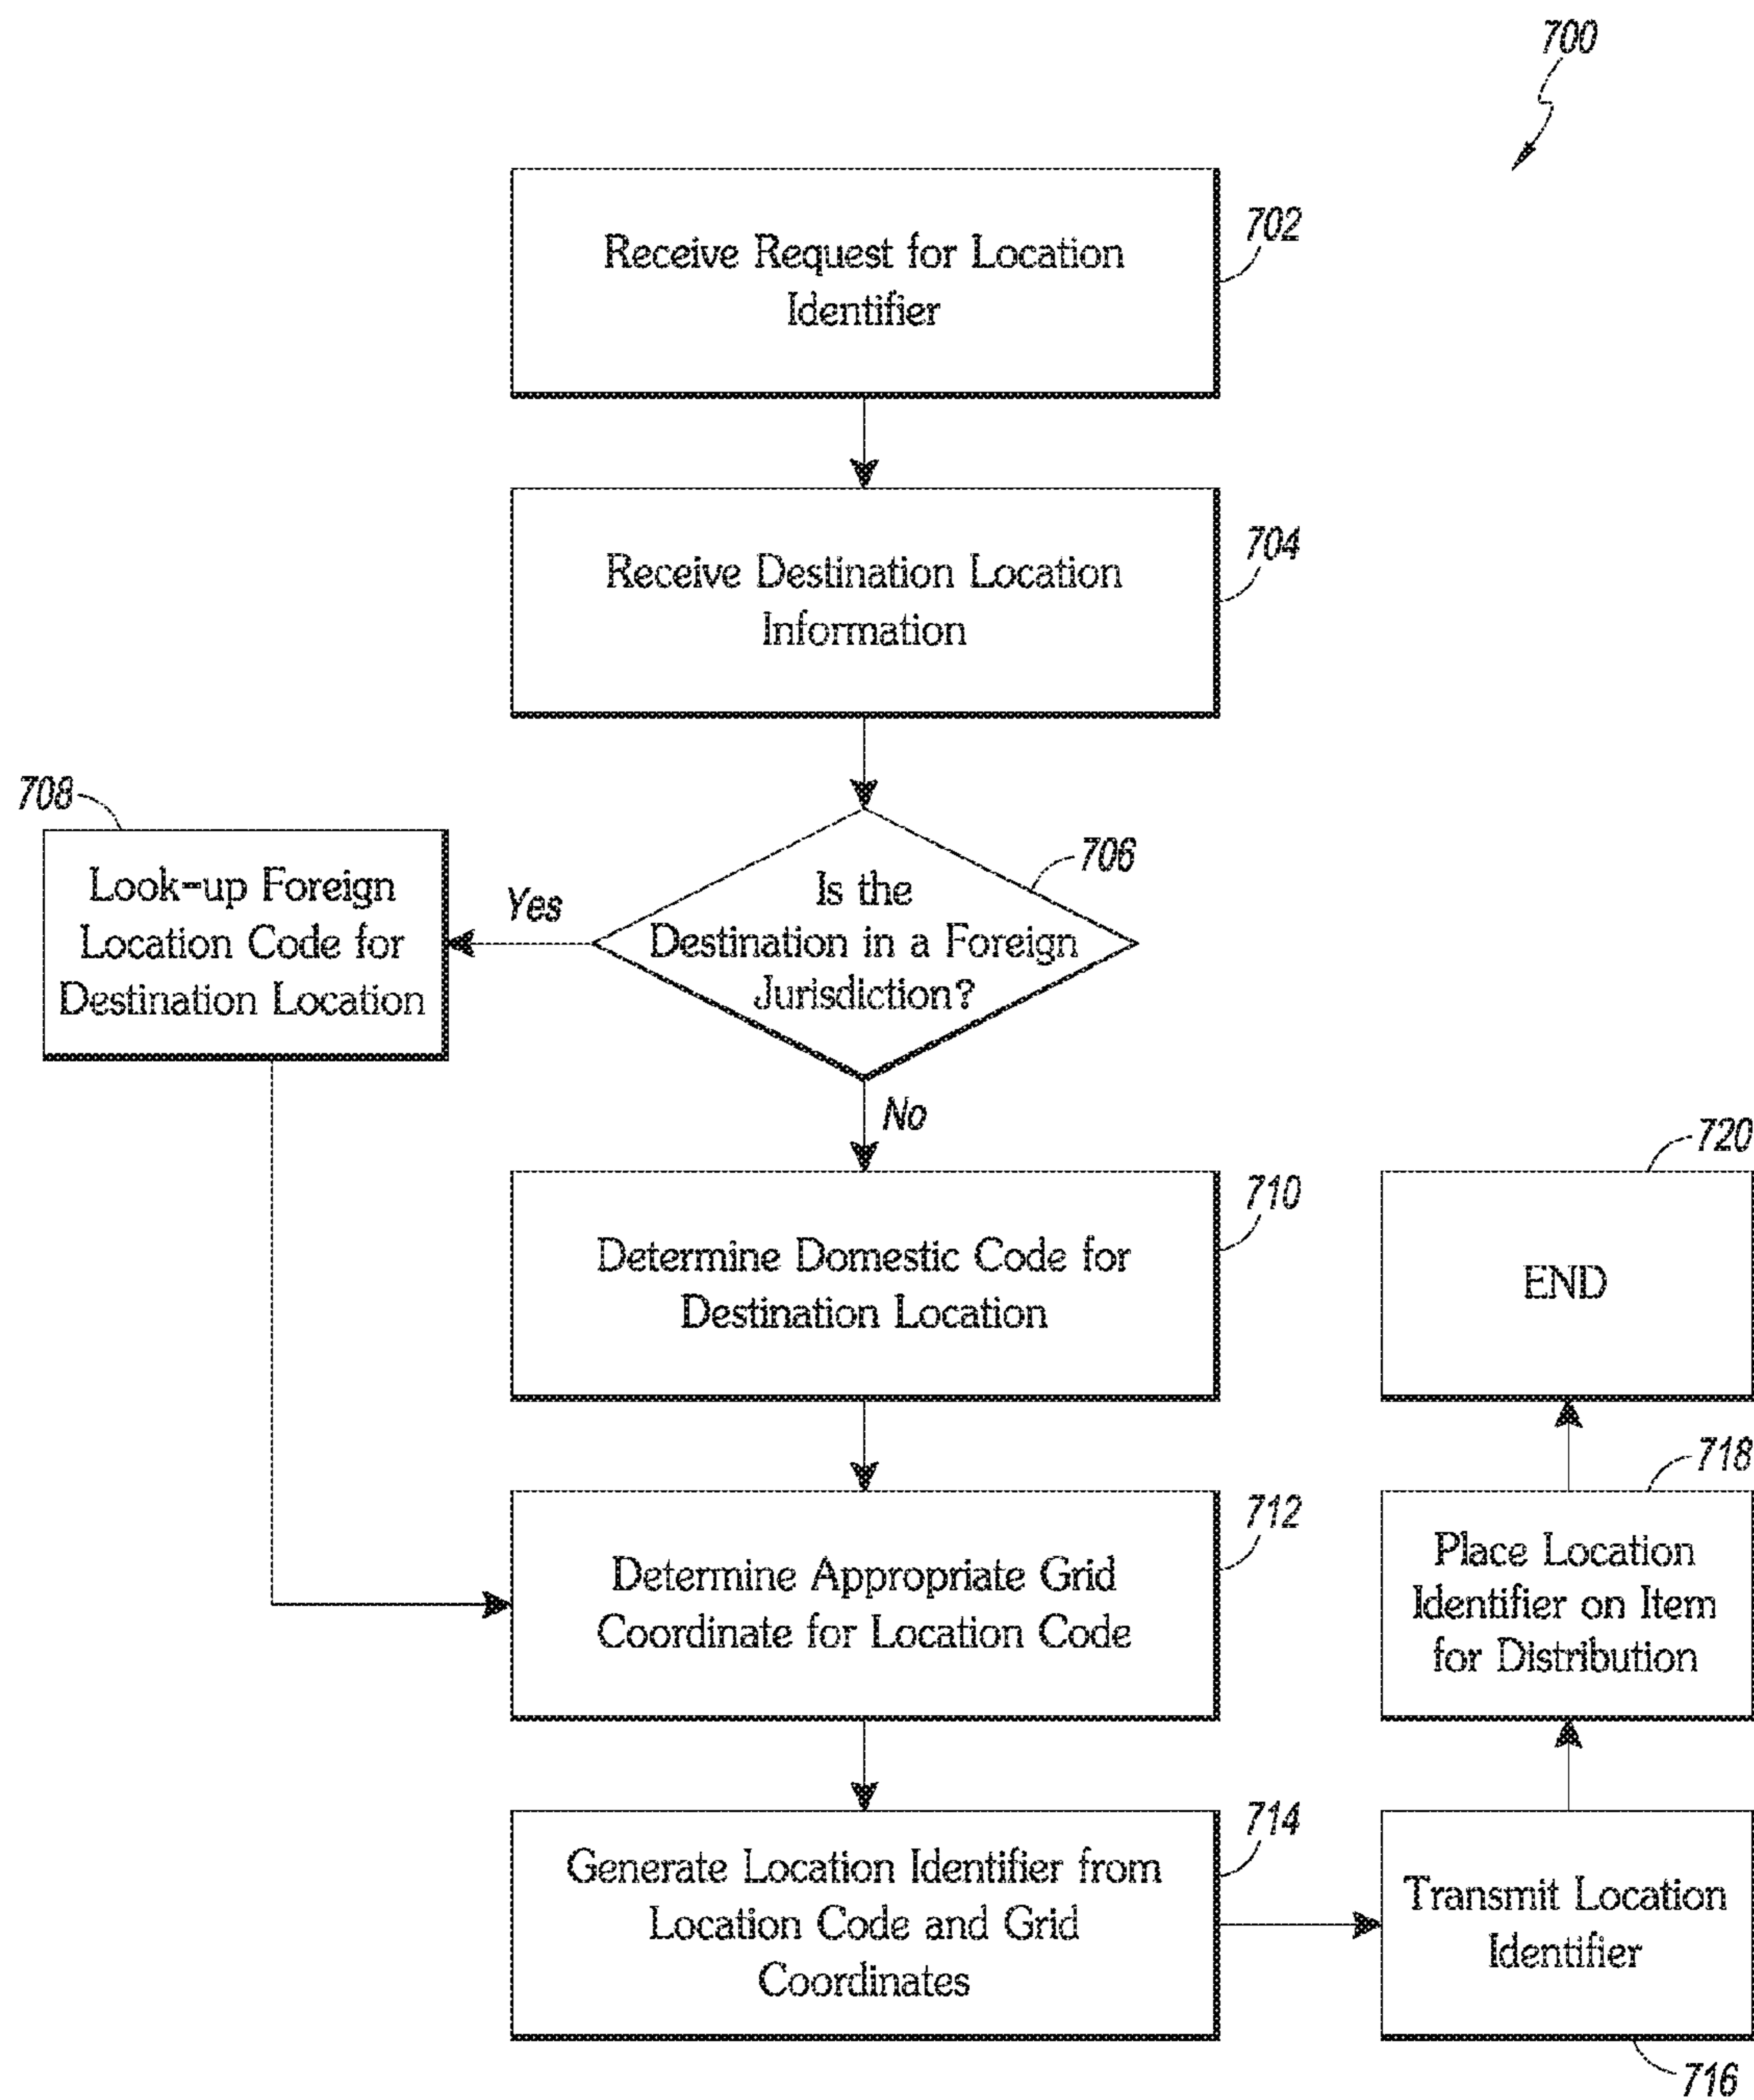 700
Receive Request for Location
Identifier
702
Receive Destination Location
Information
704
708
Look-up Foreign
Location Code for
Destination Location
Yes
Is the
Destination in a Foreign
Jurisdiction?
706
No
Determine Domestic Code for
Destination Location
710
Determine Appropriate Grid
Coordinate for Location Code
712
Generate Location Identifier from
Location Code and Grid
Coordinates
714
Transmit Location
Identifier
716
Place Location
Identifier on Item
for Distribution
718
END
720